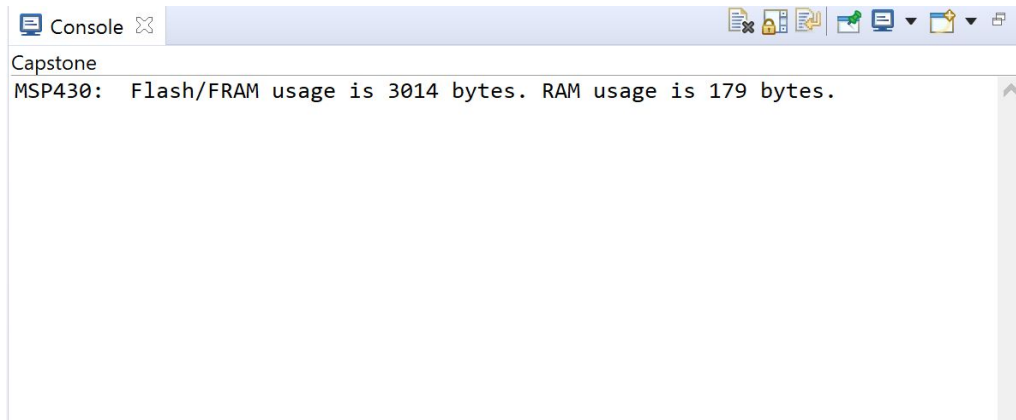 Console
Capstone
MSP430:  Flash/FRAM usage is 3014 bytes. RAM usage is 179 bytes.